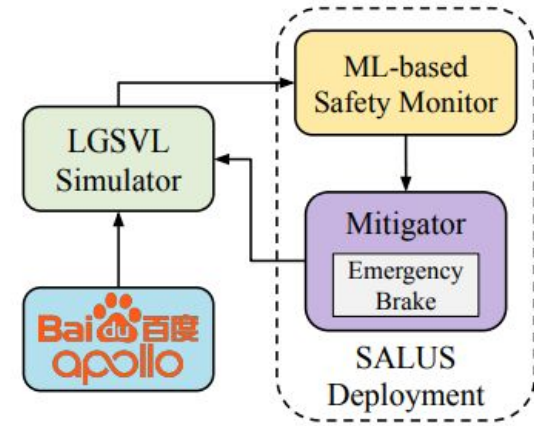 ML-based
Safety Monitor
LGSVL
Simulator
Mitigator
Emergency
Brake
Bai du 百度
apollo
SALUS
Deployment